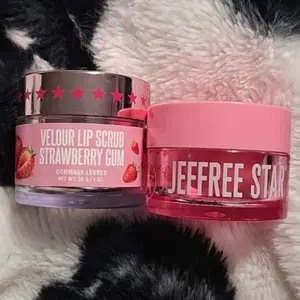 VELOUR LIP SCRUB
STRAWBERRY GUM
GOMMAGE LÈVRES
JEFFREE STAR